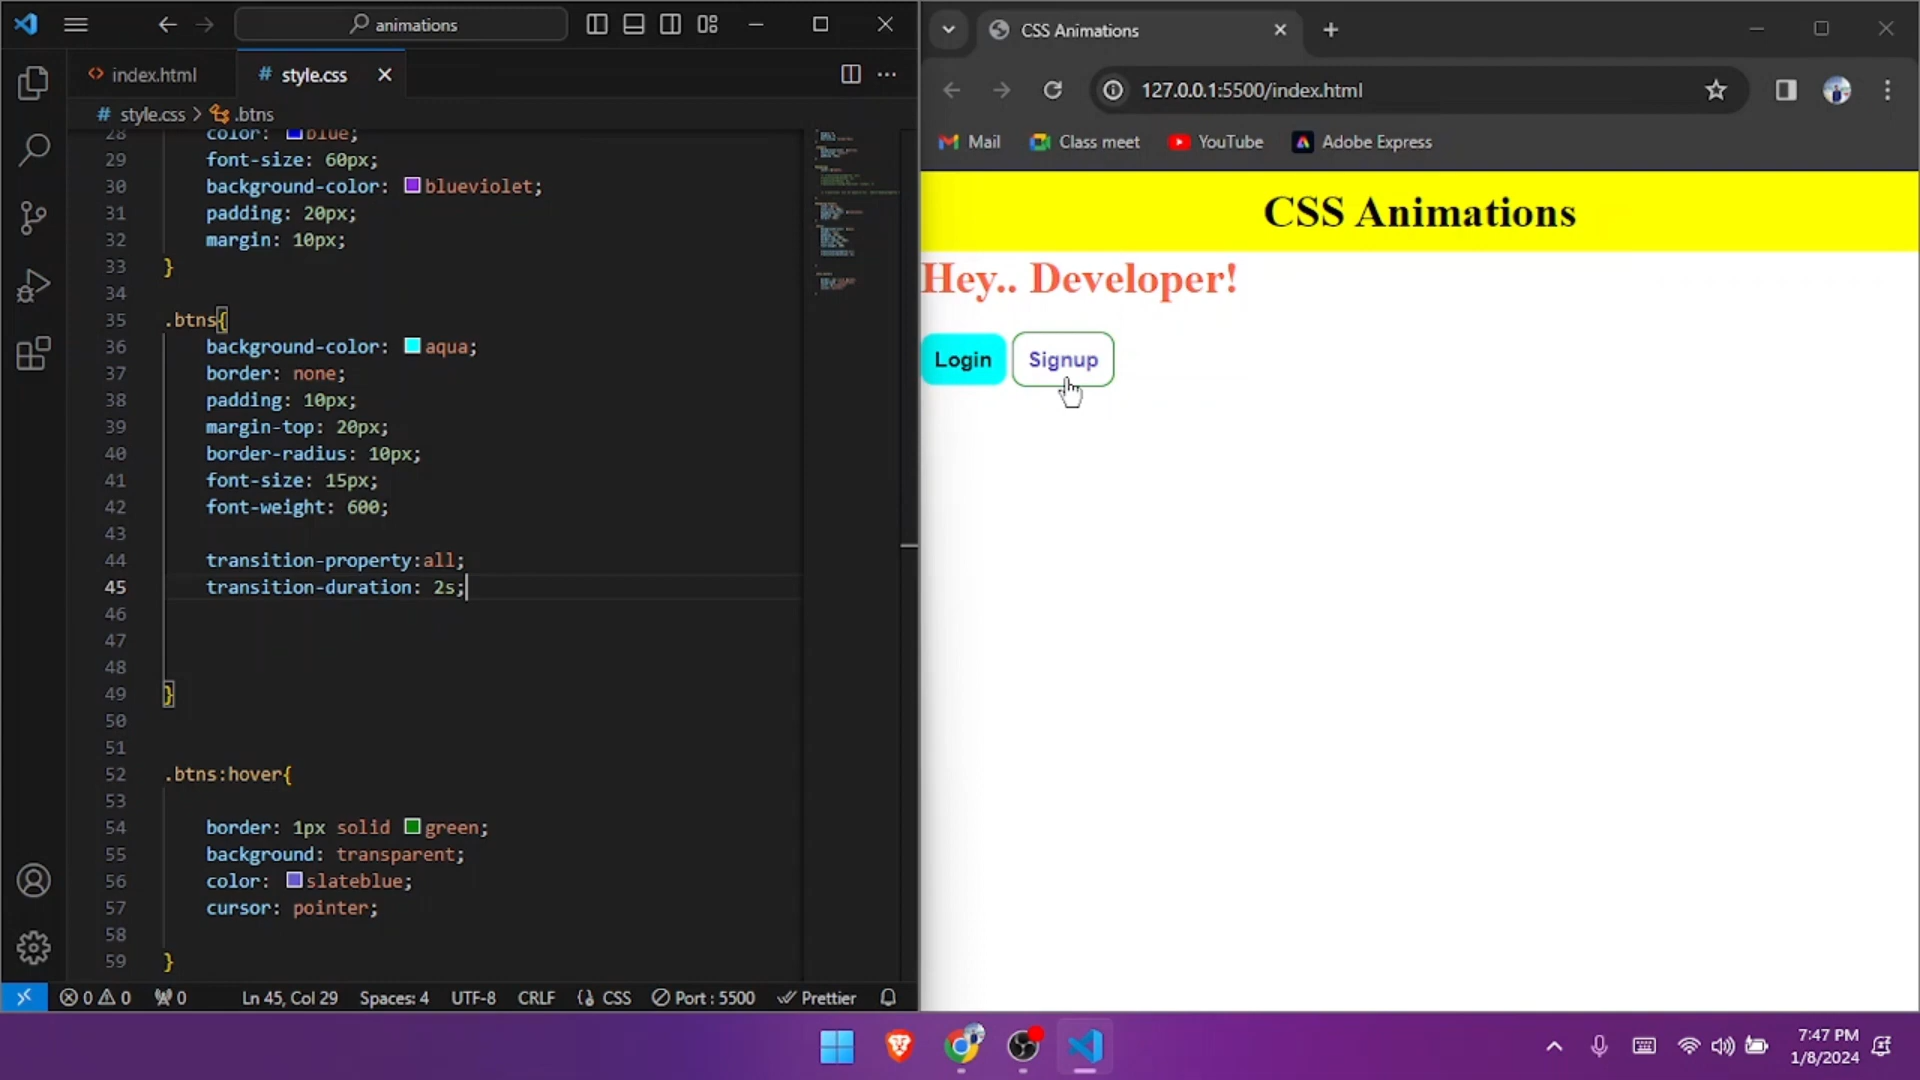 animations
index.html
# style.css
# style.css > .btns
28 color: blue;
29 font-size: 60px;
30 background-color: blueviolet;
31 padding: 20px;
32 margin: 10px;
33 }
34
35 .btns{
36 background-color: aqua;
37 border: none;
38 padding: 10px;
39 margin-top: 20px;
40 border-radius: 10px;
41 font-size: 15px;
42 font-weight: 600;
43
44 transition-property:all;
45 transition-duration: 2s;
46
47
48
49 }
50
51
52 .btns:hover{
53
54 border: 1px solid green;
55 background: transparent;
56 color: slateblue;
57 cursor: pointer;
58
59 }
0 0 0 Ln 45, Col 29 Spaces: 4 UTF-8 CRLF CSS Port : 5500 Prettier
CSS Animations
127.0.0.1:5500/index.html
Mail Class meet YouTube Adobe Express
CSS Animations
Hey.. Developer!
Login Signup
7:47 PM
1/8/2024